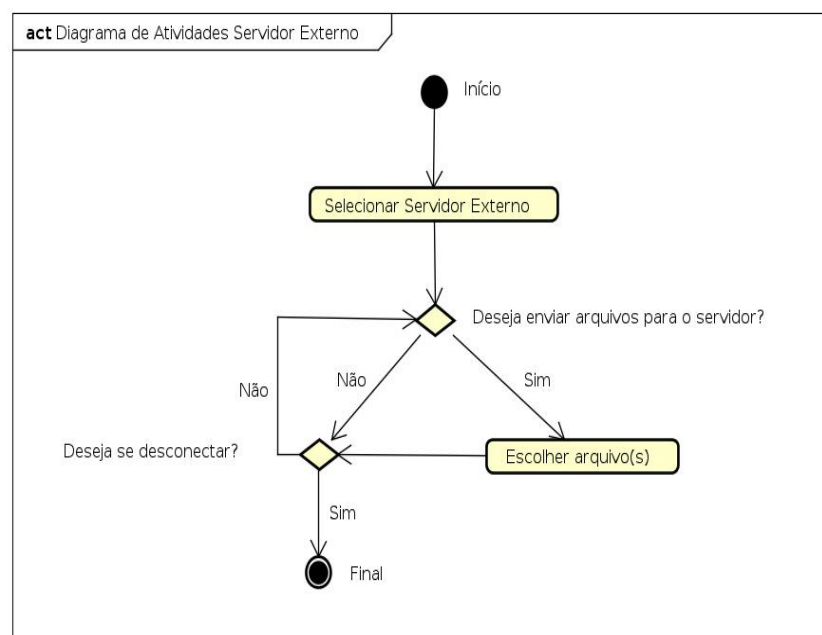 act Diagrama de Atividades Servidor Externo
Início
Selecionar Servidor Externo
Deseja enviar arquivos para o servidor?
Não
Sim
Não
Deseja se desconectar?
Escolher arquivo(s)
Sim
Final